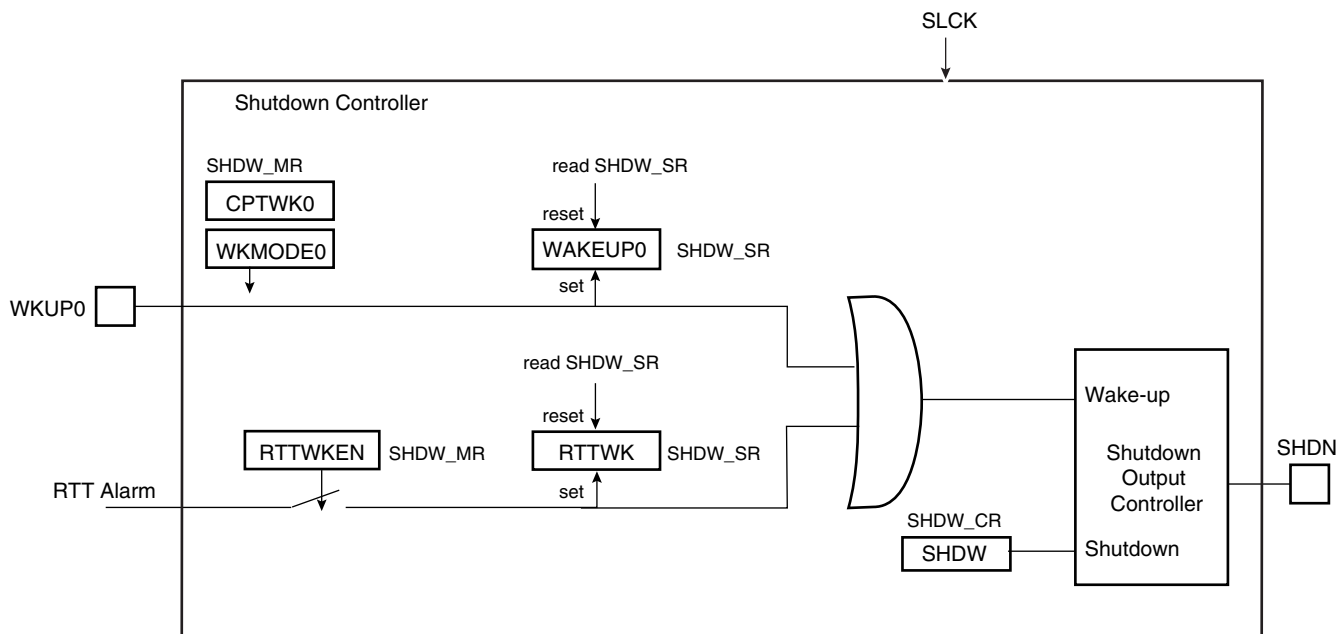 SLCK
Shutdown Controller
SHDW_MR
CPTWK0
WKMODE0
read SHDW_SR
reset
WAKEUP0
SHDW_SR
set
WKUP0
read SHDW_SR
reset
RTTWKEN
SHDW_MR
RTTWK
SHDW_SR
set
RTT Alarm
Wake-up
Shutdown
Output
Controller
SHDN
SHDW_CR
SHDW
Shutdown